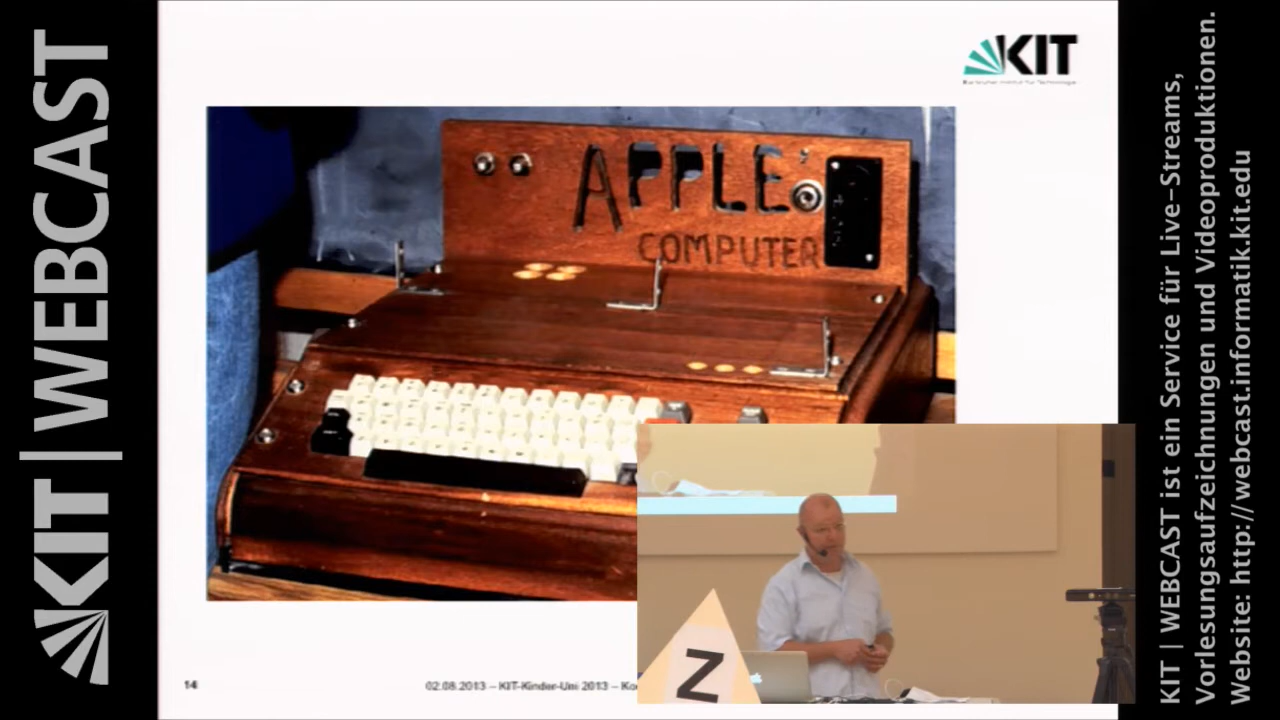 KIT | WEBCAST
KIT
APPLE
COMPUTER
Z
14
02.08.2013 – KIT-Kinder-Uni 2013 –
KIT | WEBCAST ist ein Service für Live-Streams,
Vorlesungsaufzeichnungen und Videoproduktionen.
Website: http://webcast.informatik.kit.edu